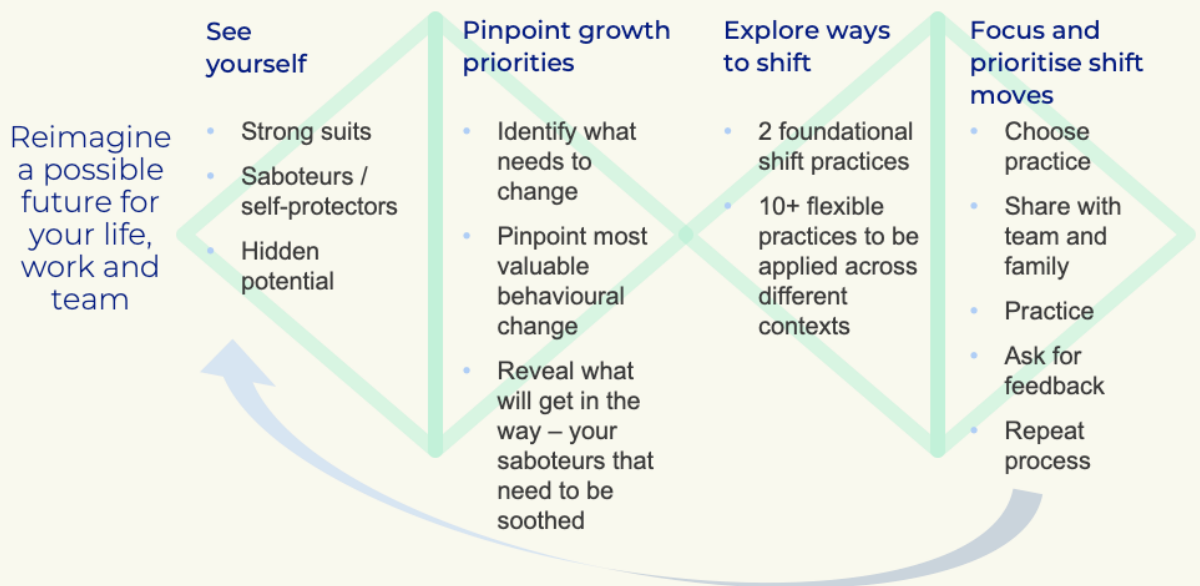 Reimagine
a possible
future for
your life,
work and
team
See
yourself
• Strong suits
• Saboteurs /
self-protectors
• Hidden
potential
Pinpoint growth
priorities
• Identify what
needs to
change
• Pinpoint most
valuable
behavioural
change
• Reveal what
will get in the
way – your
saboteurs that
need to be
soothed
Explore ways
to shift
• 2 foundational
shift practices
• 10+ flexible
practices to be
applied across
different
contexts
Focus and
prioritise shift
moves
• Choose
practice
• Share with
team and
family
• Practice
• Ask for
feedback
• Repeat
process